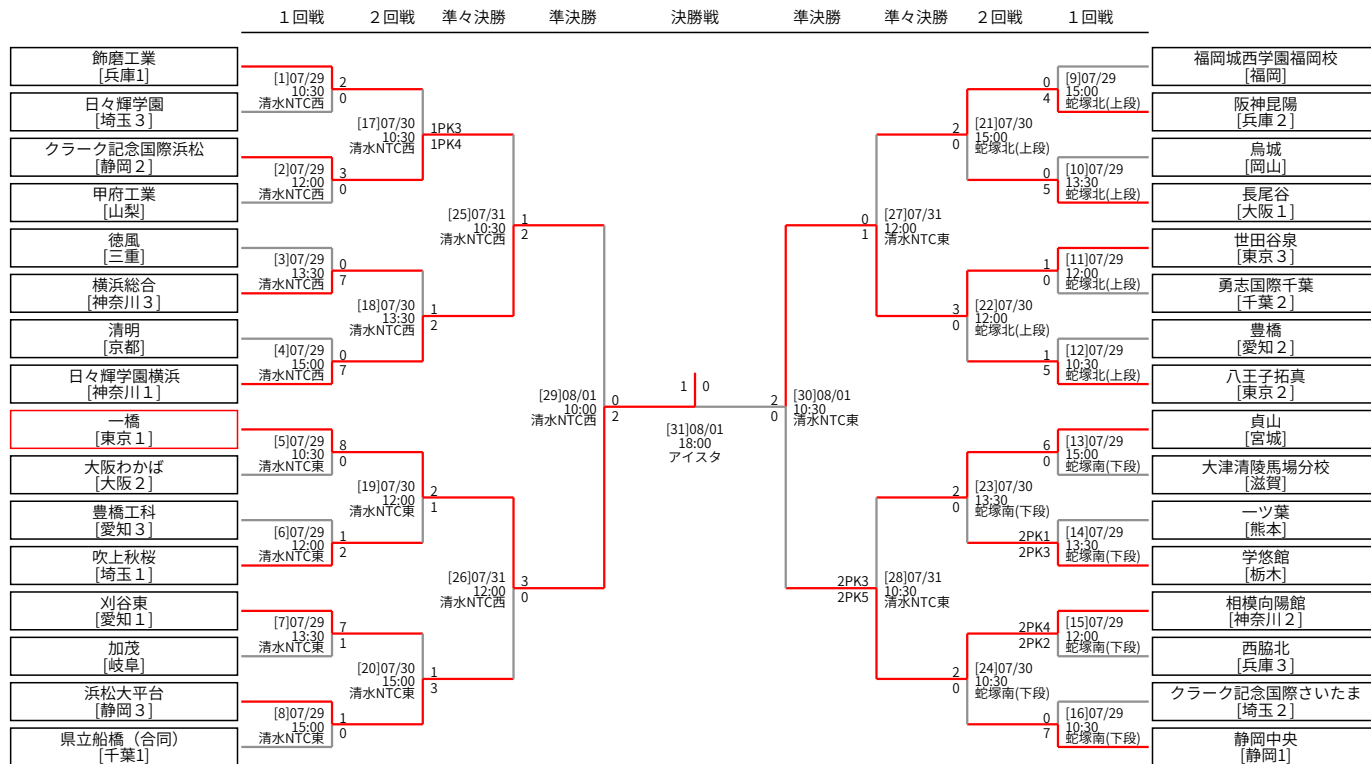 １回戦
２回戦
準々決勝
準決勝
決勝戦
準決勝
準々決勝
２回戦
１回戦
飾磨工業
[兵庫1]
日々輝学園
[埼玉３]
クラーク記念国際浜松
[静岡２]
甲府工業
[山梨]
徳風
[三重]
横浜総合
[神奈川３]
清明
[京都]
日々輝学園横浜
[神奈川１]
一橋
[東京１]
大阪わかば
[大阪２]
豊橋工科
[愛知３]
吹上秋桜
[埼玉１]
刈谷東
[愛知１]
加茂
[岐阜]
浜松大平台
[静岡３]
県立船橋（合同）
[千葉1]
[1]07/29
10:30
清水NTC西
2
0
[2]07/29
12:00
清水NTC西
3
0
[3]07/29
13:30
清水NTC西
0
7
[4]07/29
15:00
清水NTC西
0
7
[5]07/29
10:30
清水NTC東
8
0
[6]07/29
12:00
清水NTC東
1
2
[7]07/29
13:30
清水NTC東
7
1
[8]07/29
15:00
清水NTC東
1
0
[17]07/30
10:30
清水NTC西
1PK3
1PK4
[18]07/30
13:30
清水NTC西
1
2
[19]07/30
12:00
清水NTC東
2
1
[20]07/30
15:00
清水NTC東
1
3
[25]07/31
10:30
清水NTC西
1
2
[26]07/31
12:00
清水NTC西
3
0
[29]08/01
10:00
清水NTC西
0
2
1
0
[31]08/01
18:00
アイスタ
2
0
[30]08/01
10:30
清水NTC東
0
1
[27]07/31
12:00
清水NTC東
2PK3
2PK5
[28]07/31
10:30
清水NTC東
2
0
[21]07/30
15:00
蛇塚北(上段)
3
0
[22]07/30
12:00
蛇塚北(上段)
2
0
[23]07/30
13:30
蛇塚南(下段)
2
0
[24]07/30
10:30
蛇塚南(下段)
0
4
[9]07/29
15:00
蛇塚北(上段)
0
5
[10]07/29
13:30
蛇塚北(上段)
1
0
[11]07/29
12:00
蛇塚北(上段)
1
5
[12]07/29
10:30
蛇塚北(上段)
6
0
[13]07/29
15:00
蛇塚南(下段)
2PK1
2PK3
[14]07/29
13:30
蛇塚南(下段)
2PK4
2PK2
[15]07/29
12:00
蛇塚南(下段)
0
7
[16]07/29
10:30
蛇塚南(下段)
福岡城西学園福岡校
[福岡]
阪神昆陽
[兵庫２]
烏城
[岡山]
長尾谷
[大阪１]
世田谷泉
[東京３]
勇志国際千葉
[千葉２]
豊橋
[愛知２]
八王子拓真
[東京２]
貞山
[宮城]
大津清陵馬場分校
[滋賀]
一ツ葉
[熊本]
学悠館
[栃木]
相模向陽館
[神奈川２]
西脇北
[兵庫３]
クラーク記念国際さいたま
[埼玉２]
静岡中央
[静岡1]